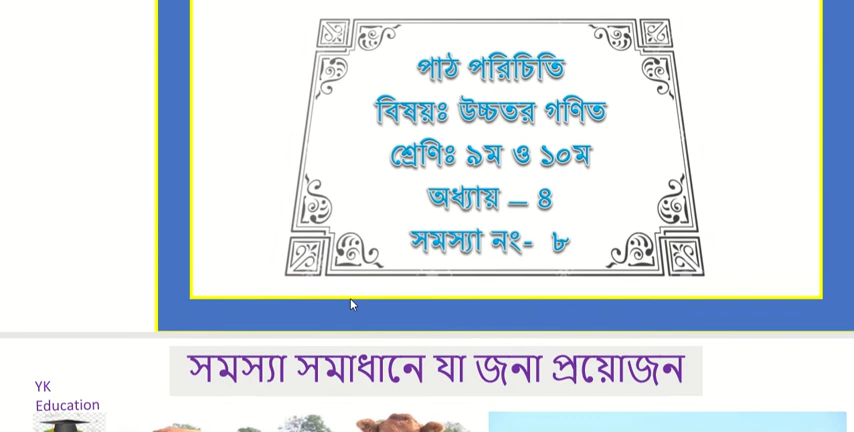 পাঠ পরিচিতি
বিষয়ঃ উচ্চতর গণিত
শ্রেণিঃ ৯ম ও ১০ম
অধ্যায় – ৪
সমস্যা নং- ৮
সমস্যা সমাধানে যা জনা প্রয়োজন
YK
Education